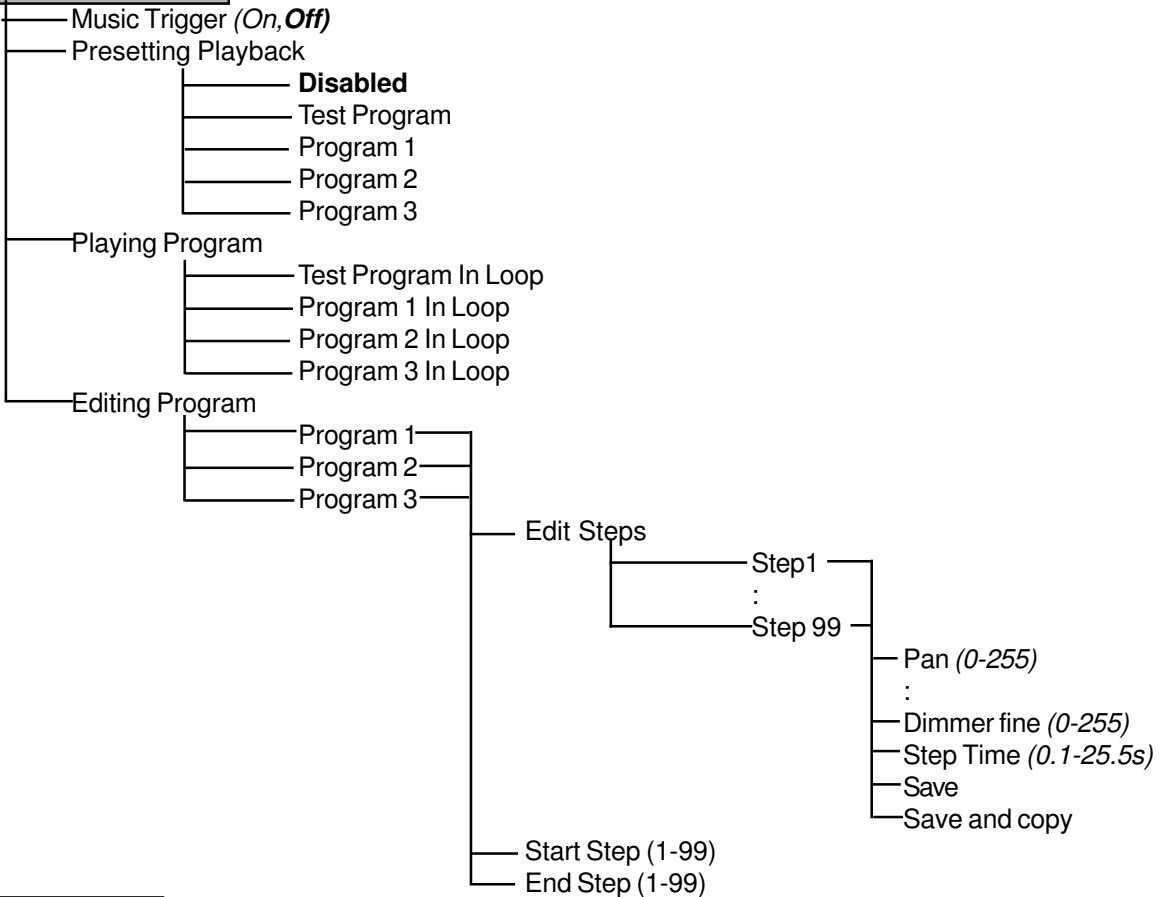 Music Trigger (On,Off)
Presetting Playback
Disabled
Test Program
Program 1
Program 2
Program 3
Playing Program
Test Program In Loop
Program 1 In Loop
Program 2 In Loop
Program 3 In Loop
Editing Program
Program 1
Program 2
Program 3
Edit Steps
Step1
:
Step 99
Pan (0-255)
:
Dimmer fine (0-255)
Step Time (0.1-25.5s)
Save
Save and copy
Start Step (1-99)
End Step (1-99)